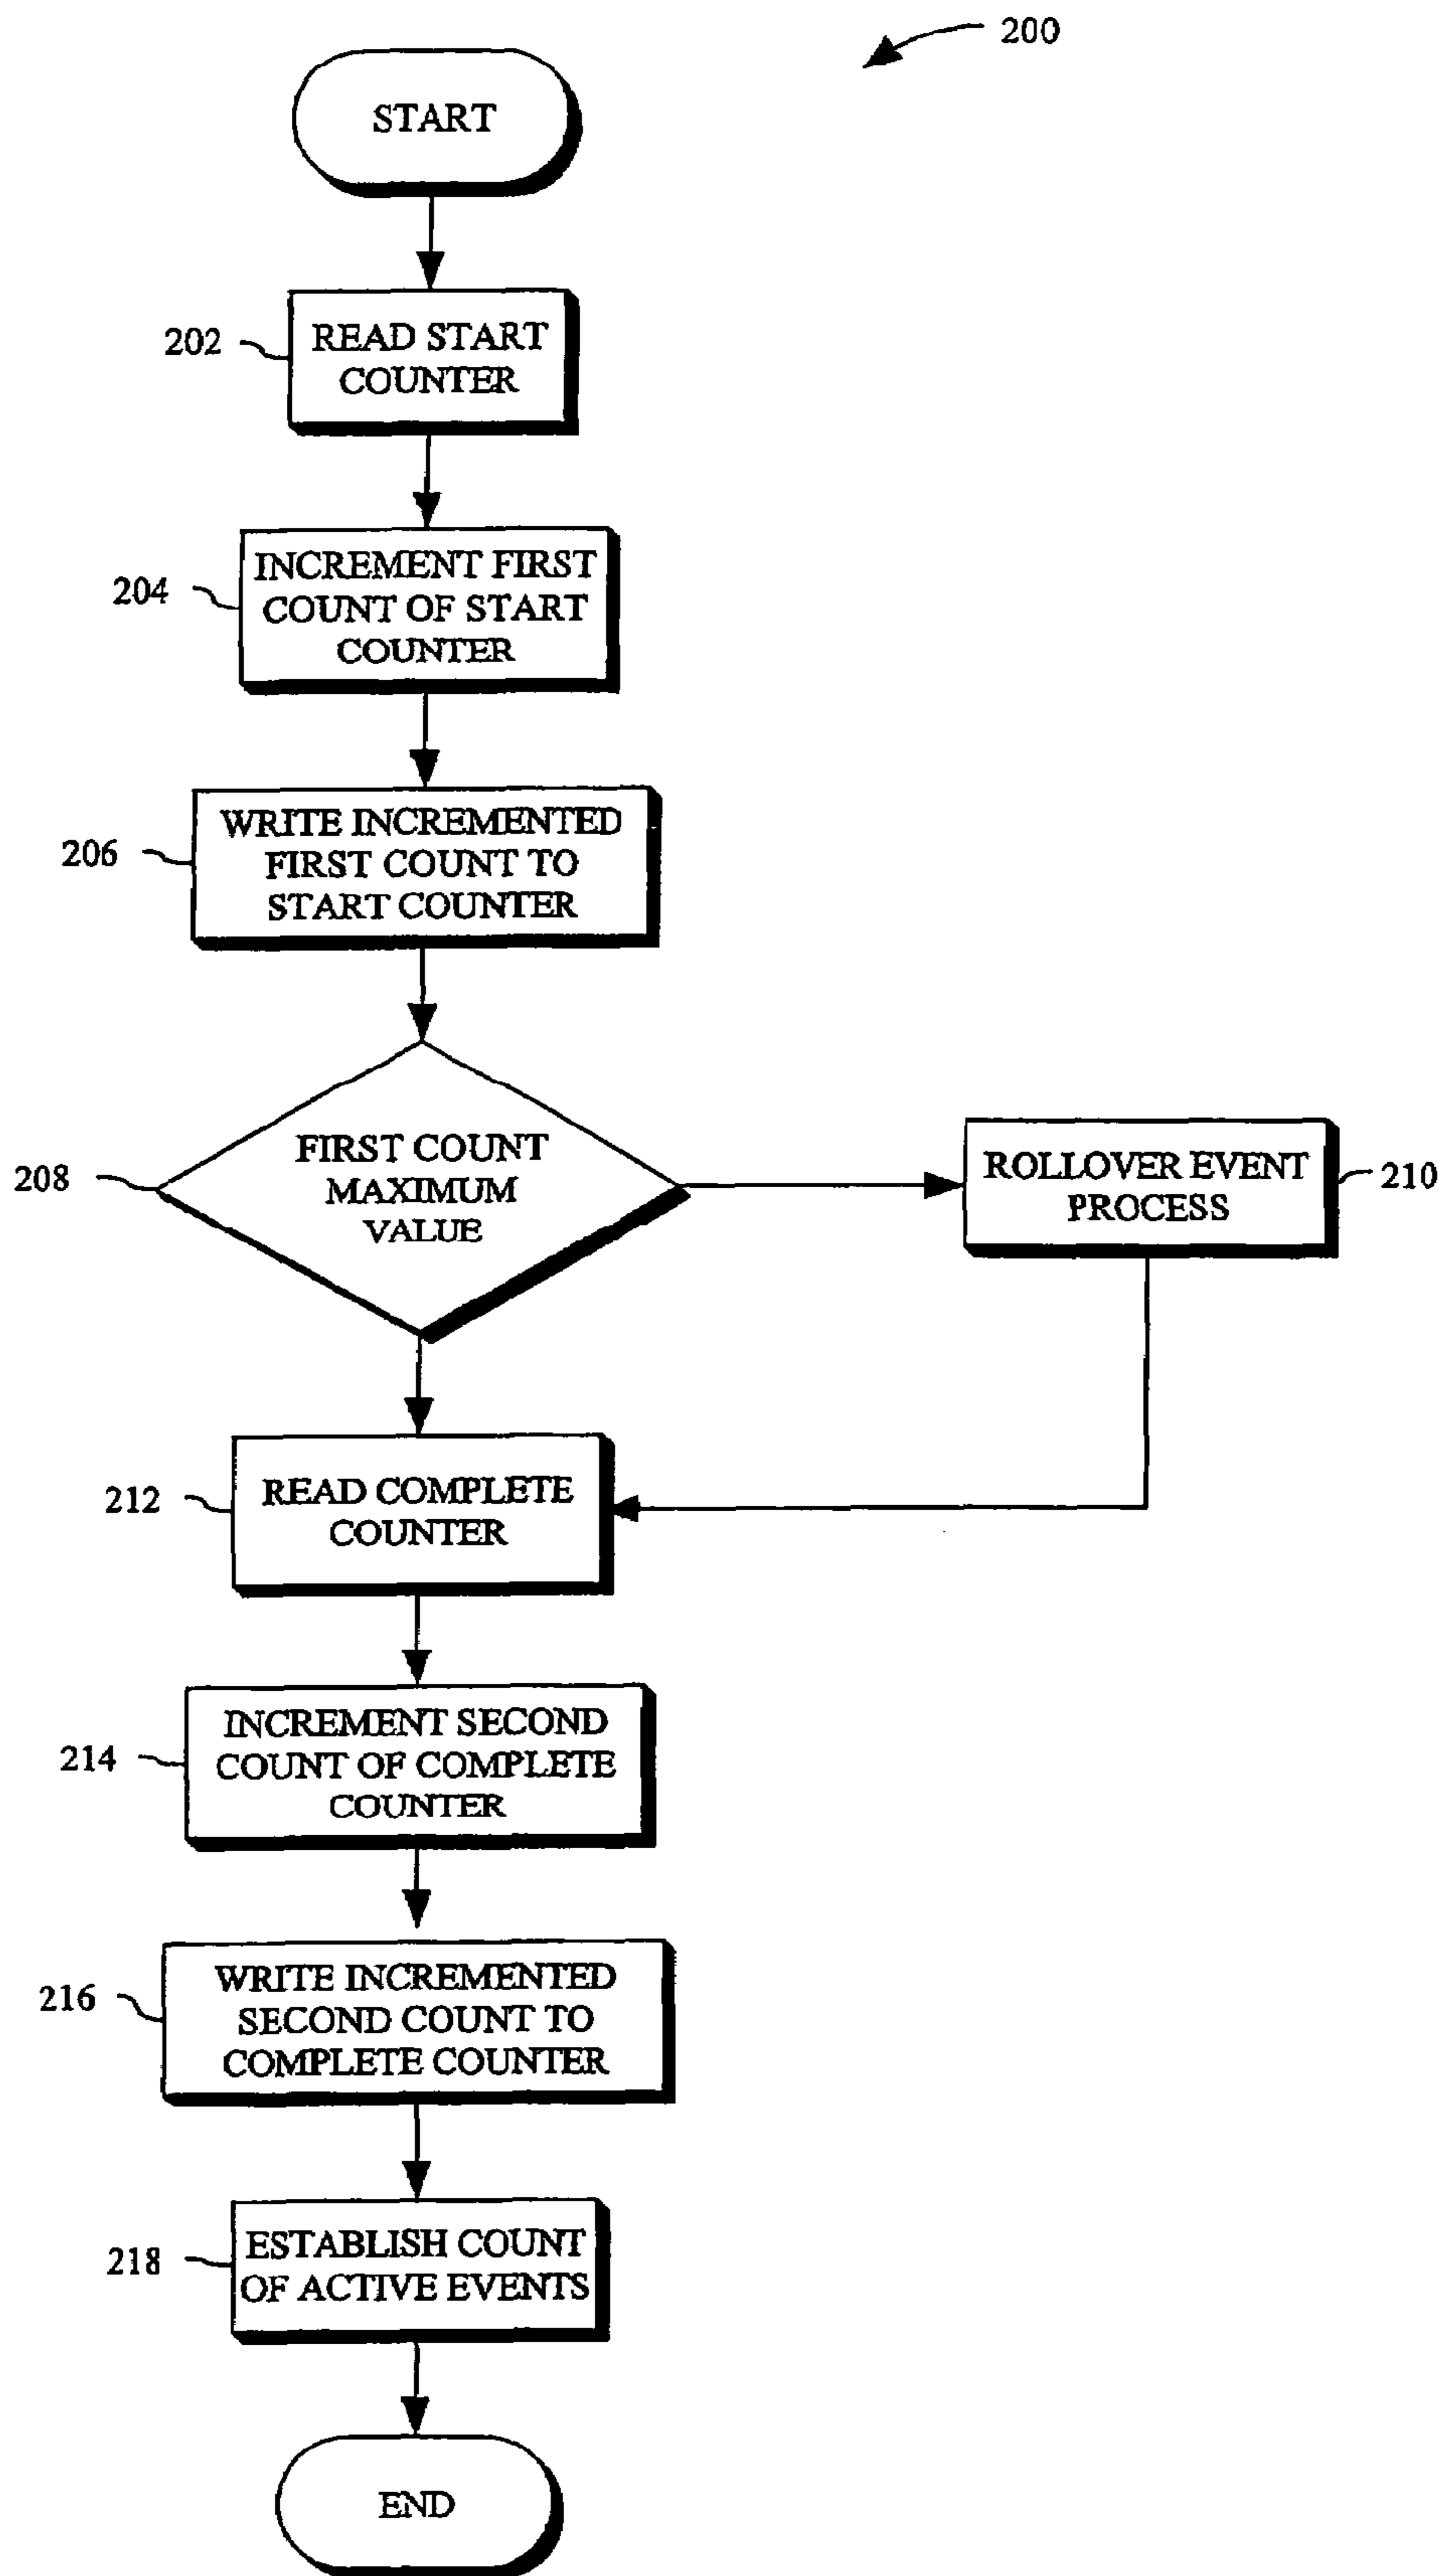 200
START
202
READ START
COUNTER
204
INCREMENT FIRST
COUNT OF START
COUNTER
206
WRITE INCREMENTED
FIRST COUNT TO
START COUNTER
208
FIRST COUNT
MAXIMUM
VALUE
ROLLOVER EVENT
PROCESS
210
212
READ COMPLETE
COUNTER
214
INCREMENT SECOND
COUNT OF COMPLETE
COUNTER
216
WRITE INCREMENTED
SECOND COUNT TO
COMPLETE COUNTER
218
ESTABLISH COUNT
OF ACTIVE EVENTS
END